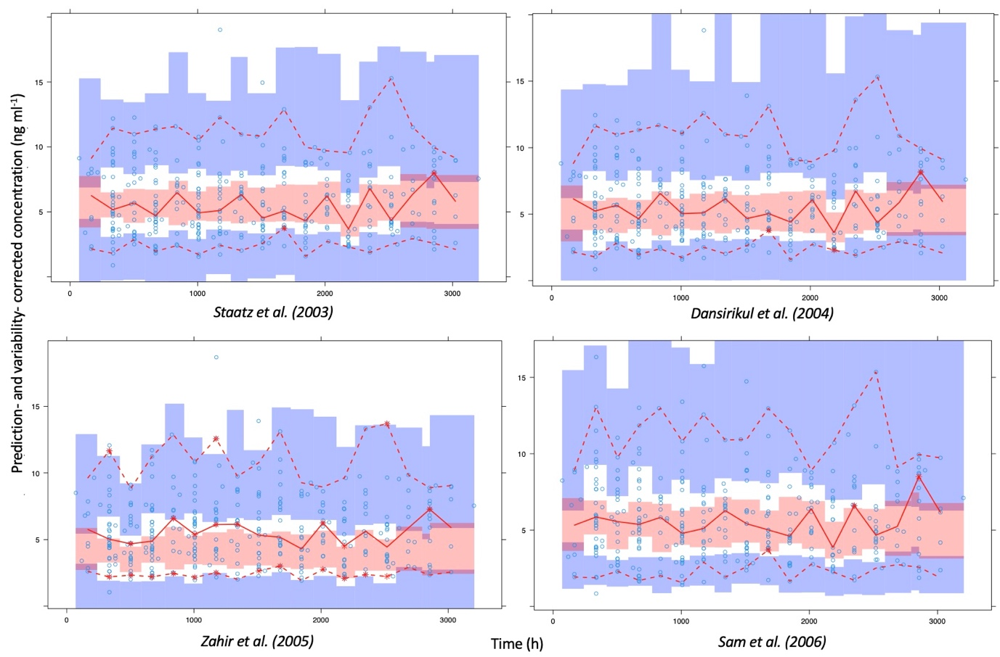 Prediction- and variability- corrected concentration (ng ml-1)
15
10
5
0 1000 2000 3000
Staatz et al. (2003)
15
10
5
0 1000 2000 3000
Dansirikul et al. (2004)
15
10
5
0 1000 2000 3000
Zahir et al. (2005)
15
10
5
0 1000 2000 3000
Sam et al. (2006)
Time (h)